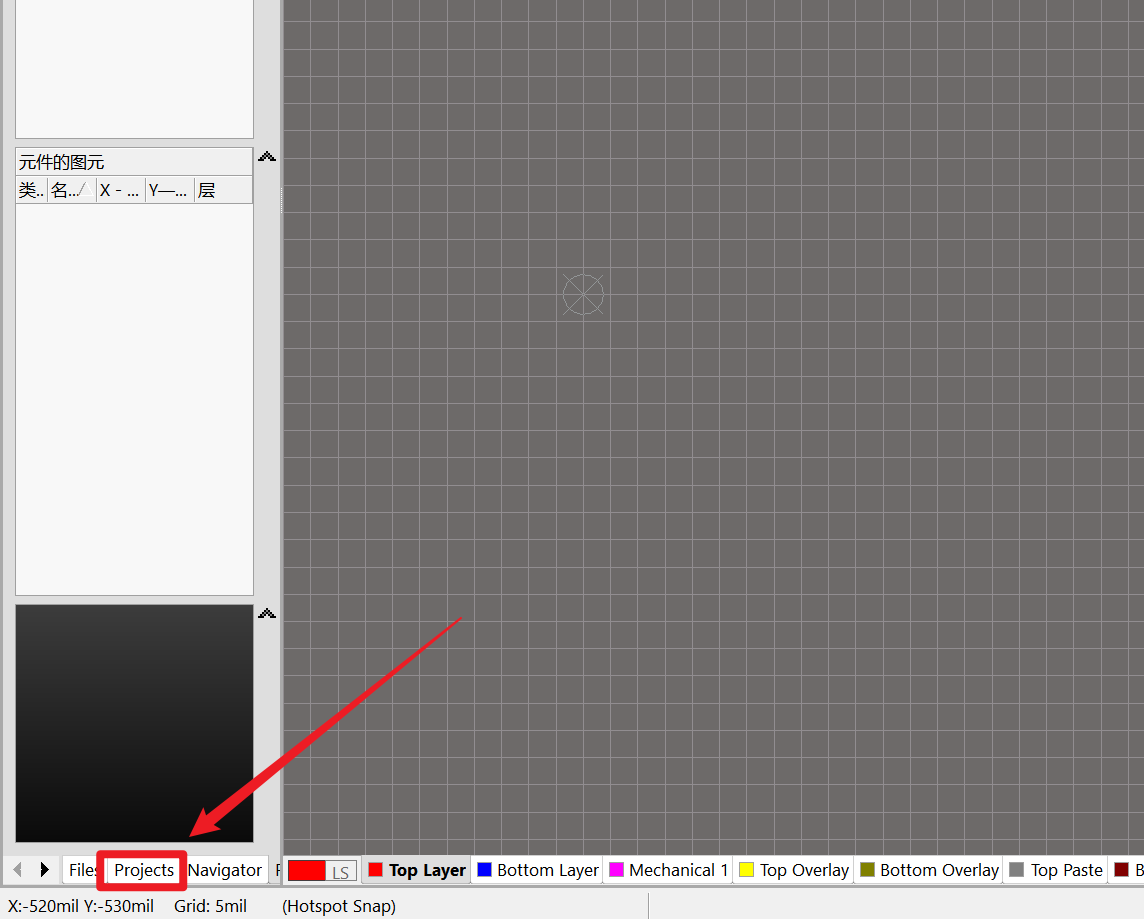 元件的图元
类.. 名... X - ... Y—... 层
Files Projects Navigator LS Top Layer Bottom Layer Mechanical 1 Top Overlay Bottom Overlay Top Paste
X:-520mil Y:-530mil Grid: 5mil (Hotspot Snap)